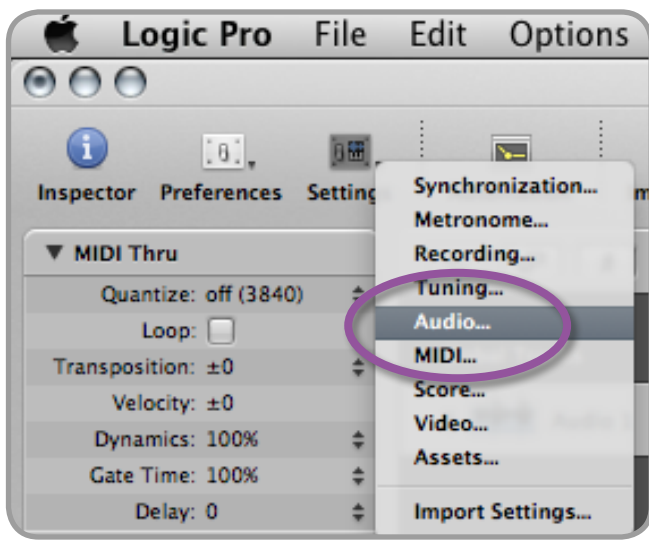 Logic Pro File Edit Options
Inspector Preferences Setting
Synchronization...
Metronome...
Recording...
Tuning...
Audio...
MIDI...
Score...
Video...
Assets...
Import Settings...
MIDI Thru
Quantize: off (3840)
Loop:
Transposition: ±0
Velocity: ±0
Dynamics: 100%
Gate Time: 100%
Delay: 0